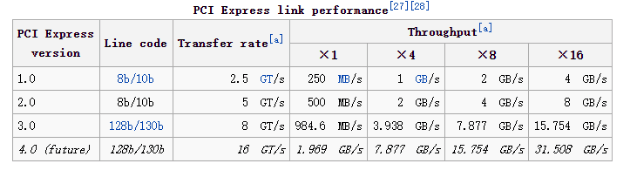 PCI Express link performance[27][28]
PCI Express version Line code Transfer rate[a] Throughput[a]
×1 ×4 ×8 ×16
1.0 8b/10b 2.5 GT/s 250 MB/s 1 GB/s 2 GB/s 4 GB/s
2.0 8b/10b 5 GT/s 500 MB/s 2 GB/s 4 GB/s 8 GB/s
3.0 128b/130b 8 GT/s 984.6 MB/s 3.938 GB/s 7.877 GB/s 15.754 GB/s
4.0 (future) 128b/130b 16 GT/s 1.969 GB/s 7.877 GB/s 15.754 GB/s 31.508 GB/s